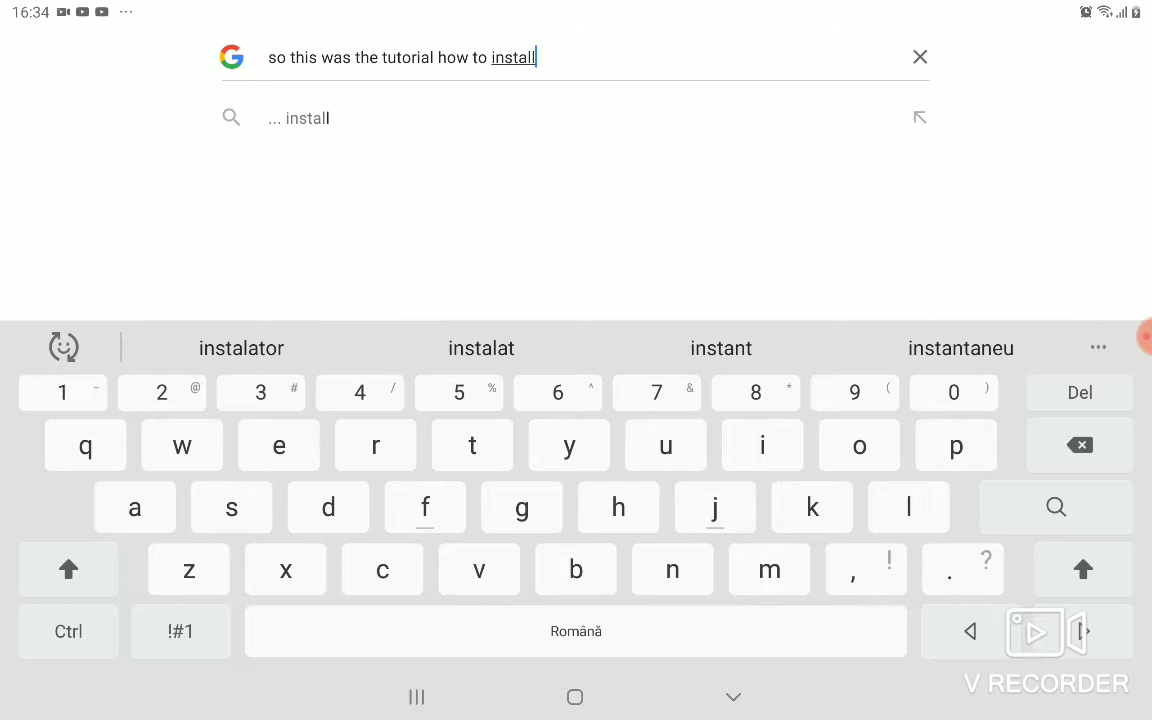 16:34 ...
so this was the tutorial how to install
... install
instalator instalat instant instantaneu ...
1 - 2 @ 3 # 4 / 5 % 6 ^ 7 & 8 * 9 ( 0 ) Del
q w e r t y u i o p
a s d f g h j k l
z x c v b n m , ! . ?
Ctrl !#1 Română
V RECORDER